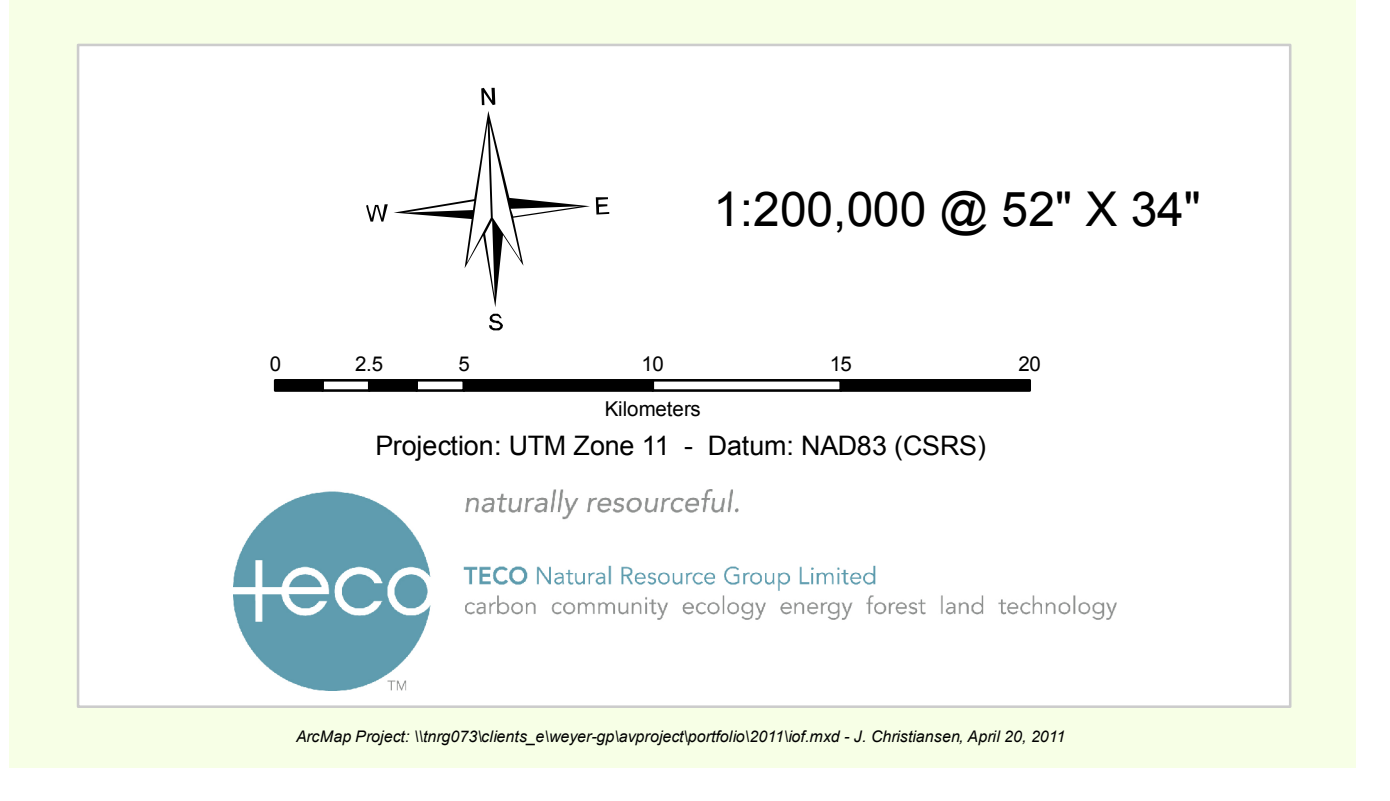 N
W
E
1:200,000 @ 52" X 34"
S
0 2.5 5 10 15 20
Kilometers
Projection: UTM Zone 11 - Datum: NAD83 (CSRS)
naturally resourceful.
teco
TECO Natural Resource Group Limited
carbon community ecology energy forest land technology
TM
ArcMap Project: \\tnrg073\clients_e\weyer-gp\avproject\portfolio\2011\iof.mxd - J. Christiansen, April 20, 2011